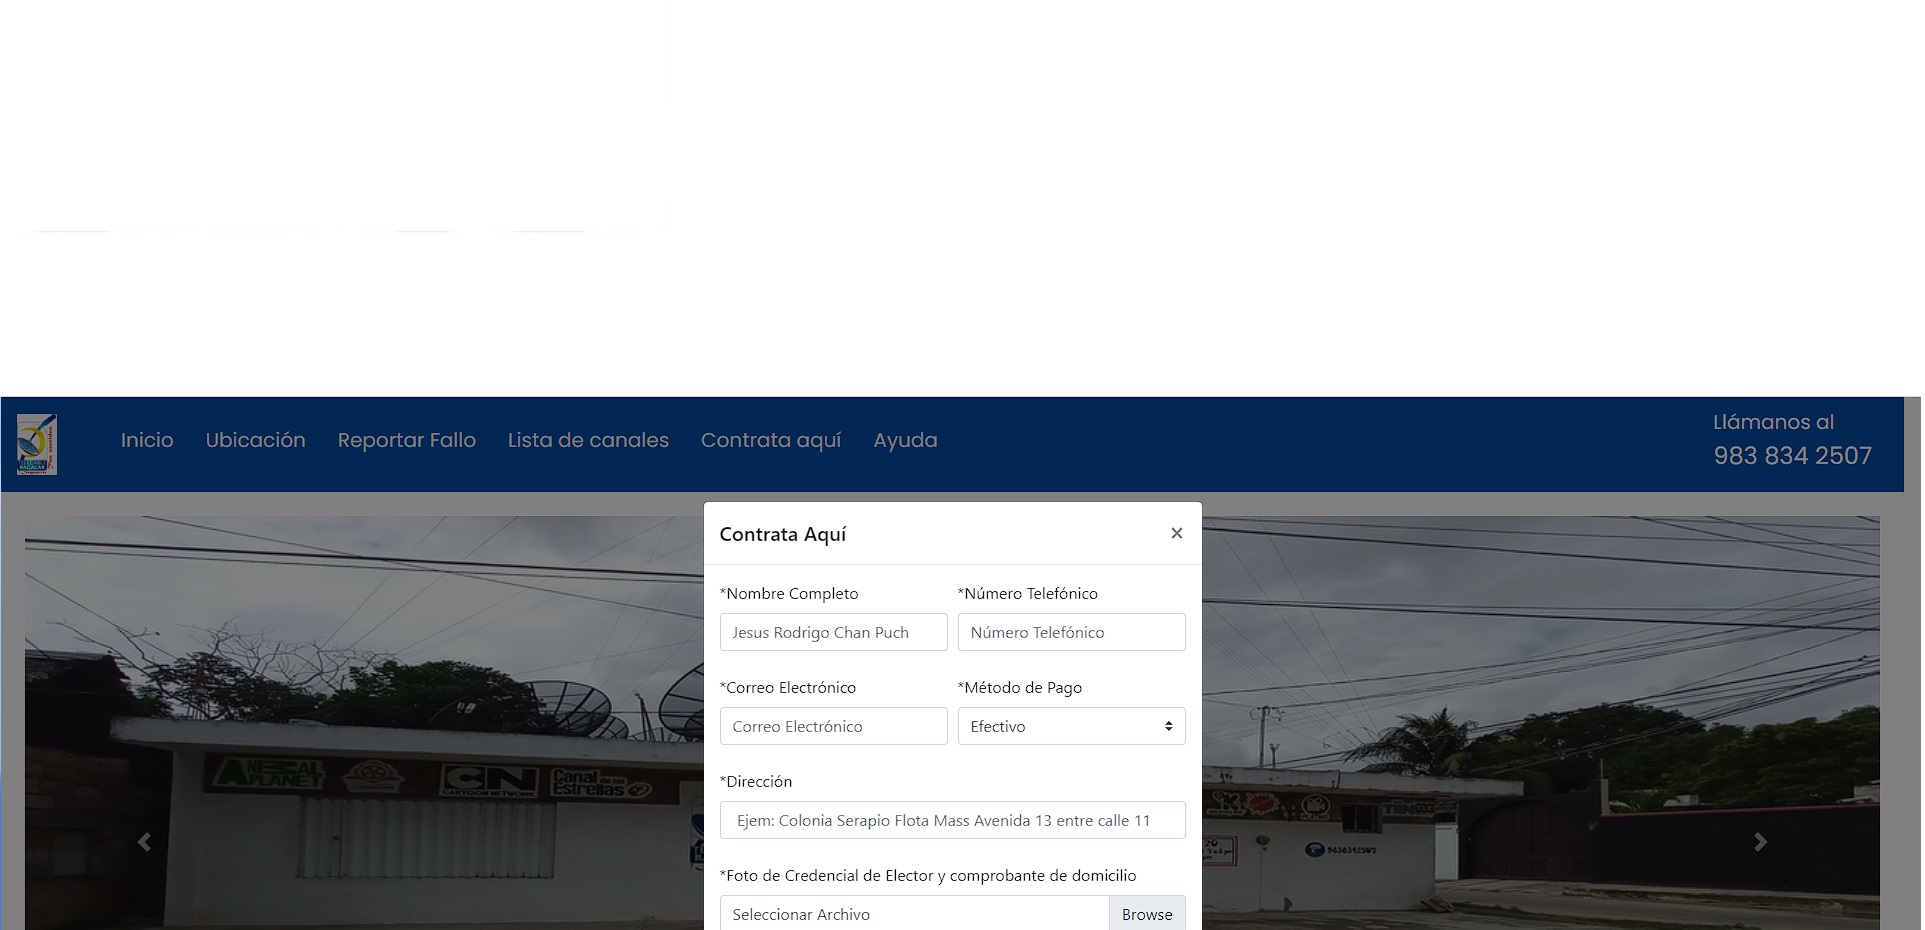 Inicio Ubicación Reportar Fallo Lista de canales Contrata aquí Ayuda
Llámanos al
983 834 2507
Contrata Aquí ×
*Nombre Completo *Número Telefónico
Jesus Rodrigo Chan Puch Número Telefónico
*Correo Electrónico *Método de Pago
Correo Electrónico Efectivo
*Dirección
Ejem: Colonia Serapio Flota Mass Avenida 13 entre calle 11
*Foto de Credencial de Elector y comprobante de domicilio
Seleccionar Archivo Browse
ANIMAL PLANET
CN
CARTOON NETWORK
Canal de las
Estrellas